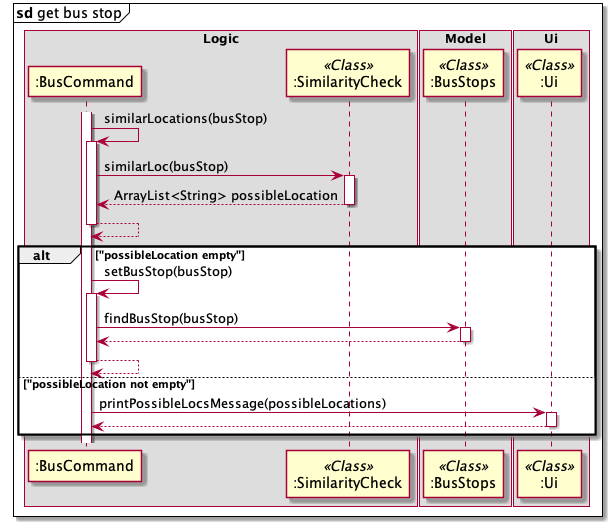 sd get bus stop
Logic
Model
Ui
:BusCommand
«Class»
:SimilarityCheck
«Class»
:BusStops
«Class»
:Ui
similarLocations(busStop)
similarLoc(busStop)
ArrayList<String> possibleLocation
alt
["possibleLocation empty"]
setBusStop(busStop)
findBusStop(busStop)
["possibleLocation not empty"]
printPossibleLocsMessage(possibleLocations)
:BusCommand
«Class»
:SimilarityCheck
«Class»
:BusStops
«Class»
:Ui